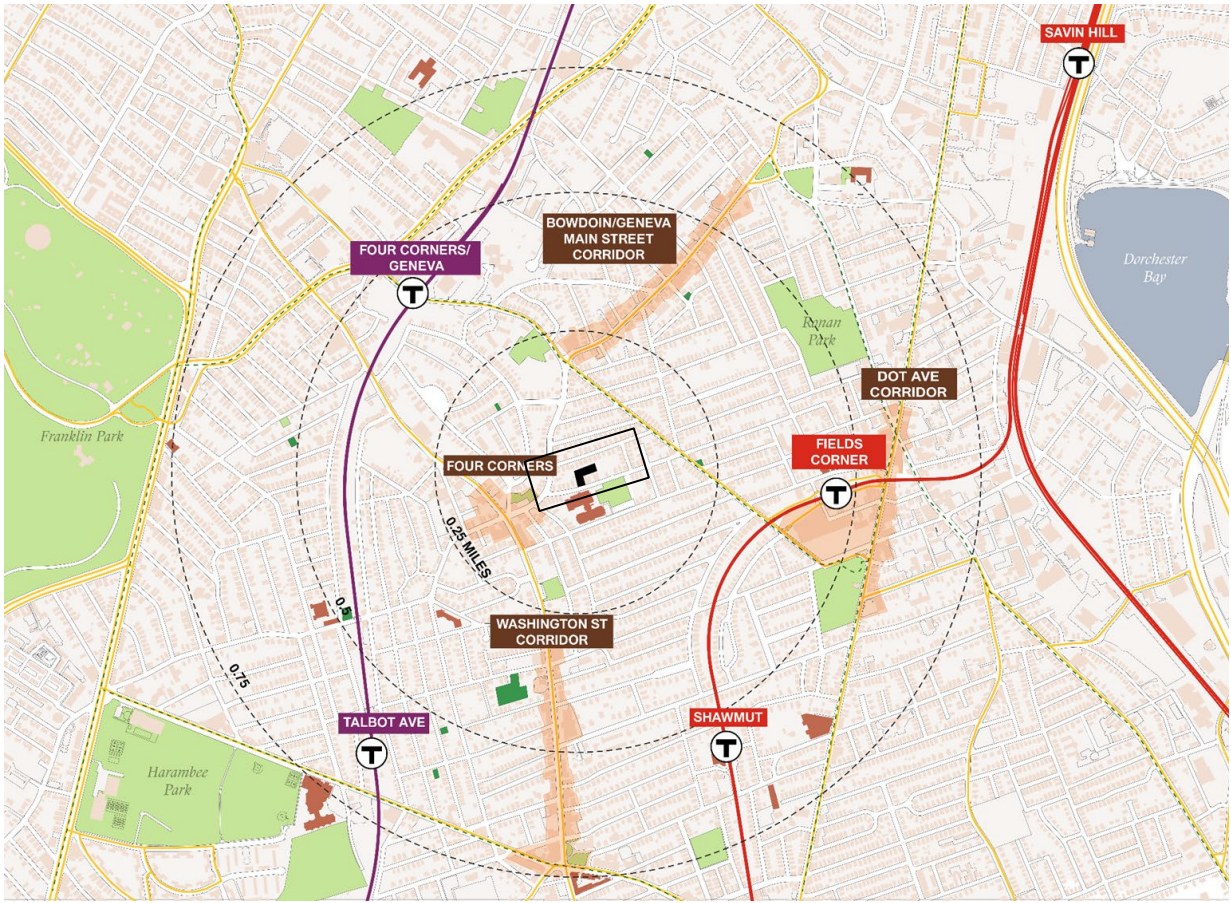 SAVIN HILL
T
BOWDOIN/GENEVA
MAIN STREET
CORRIDOR
FOUR CORNERS/
GENEVA
T
Dorchester
Bay
Ronan
Park
DOT AVE
CORRIDOR
Franklin Park
FIELDS
CORNER
T
FOUR CORNERS
0.25 MILES
0.5
WASHINGTON ST
CORRIDOR
0.75
TALBOT AVE
T
SHAWMUT
T
Harambee
Park